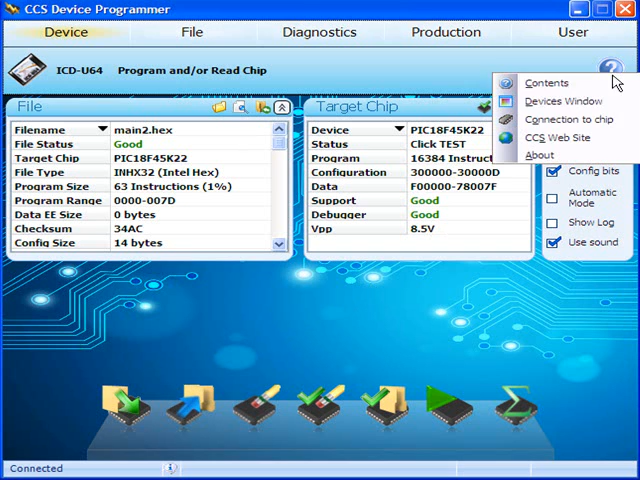 CCS Device Programmer
Device File Diagnostics Production User
ICD-U64 Program and/or Read Chip
Contents
Devices Window
Connection to chip
CCS Web Site
About
File
Filename main2.hex
File Status Good
Target Chip PIC18F45K22
File Type INHX32 (Intel Hex)
Program Size 63 Instructions (1%)
Program Range 0000-007D
Data EE Size 0 bytes
Checksum 34AC
Config Size 14 bytes
Target Chip
Device PIC18F45K22
Status Click TEST
Program 16384 Instruct
Configuration 300000-30000D
Data F00000-78007F
Support Good
Debugger Good
Vpp 8.5V
Config bits
Automatic
Mode
Show Log
Use sound
Connected